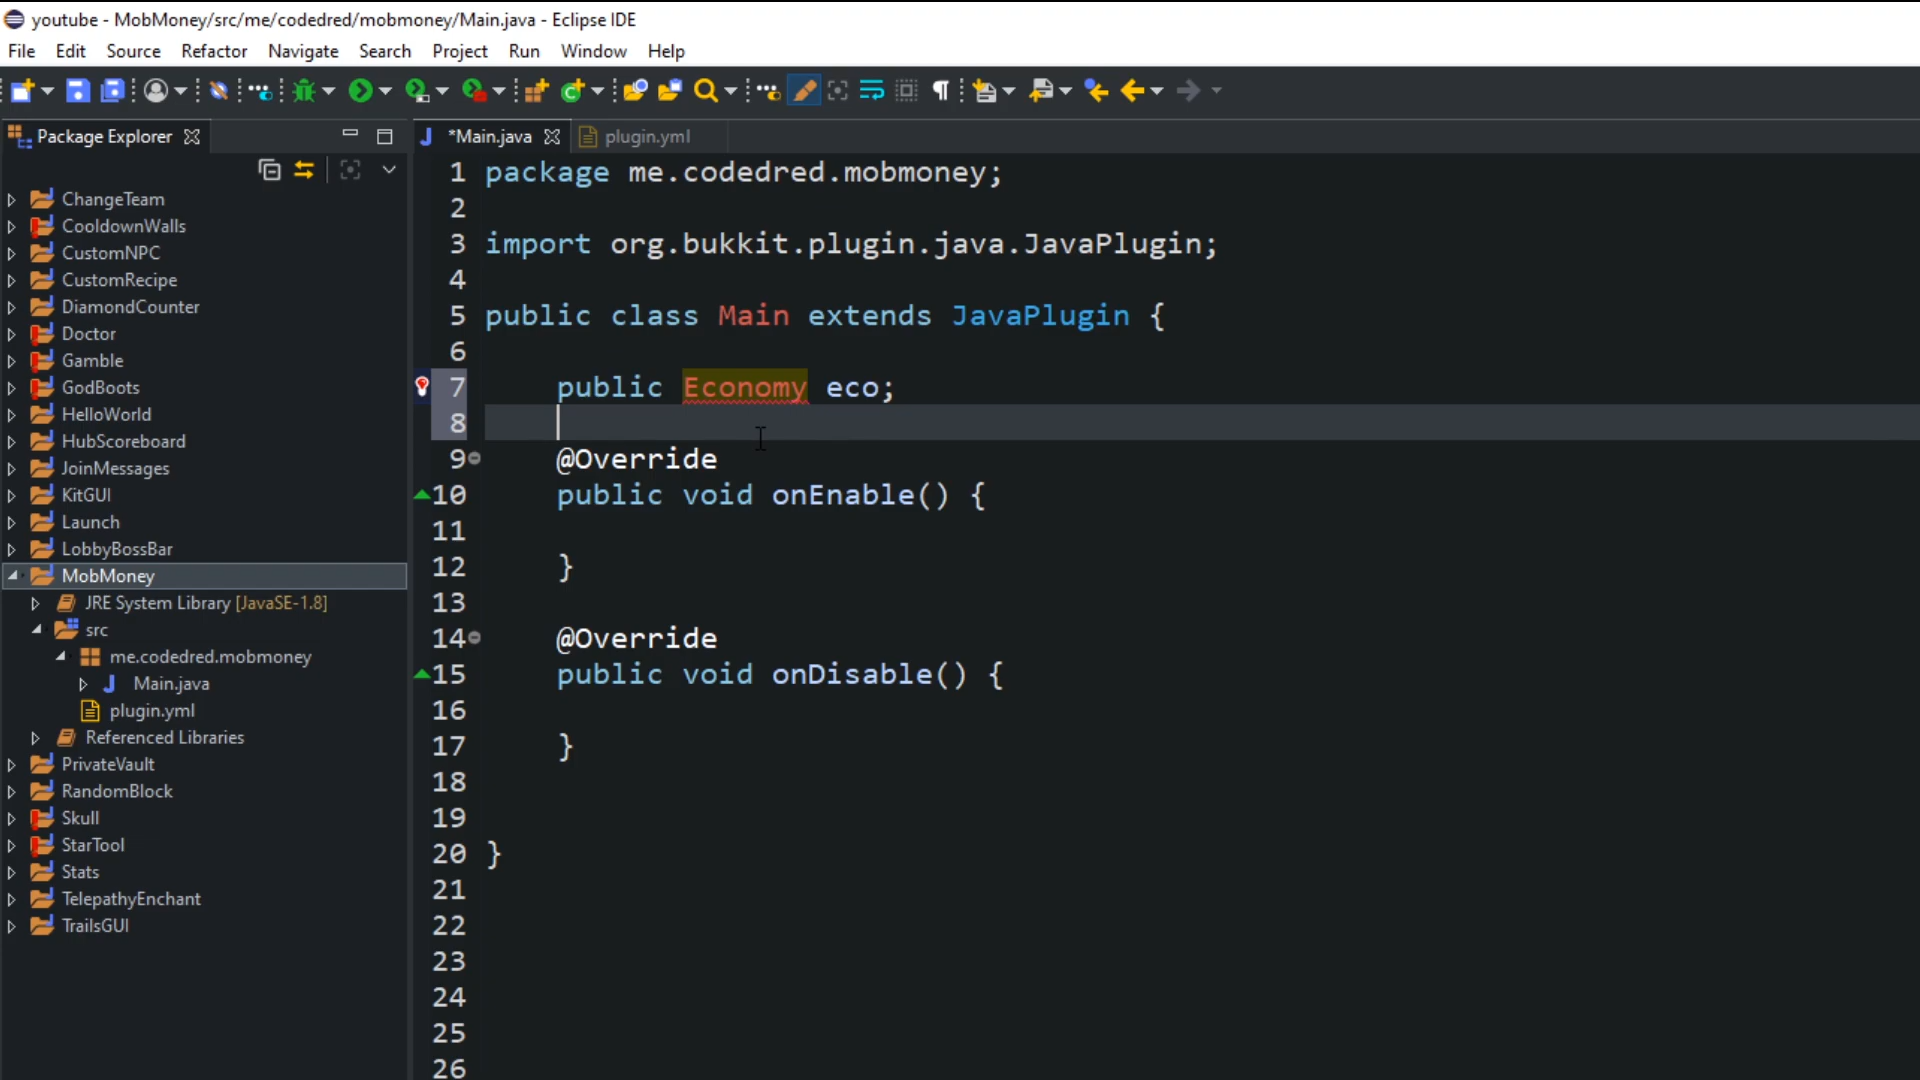 youtube - MobMoney/src/me/codedred/mobmoney/Main.java - Eclipse IDE
File Edit Source Refactor Navigate Search Project Run Window Help
Package Explorer
*Main.java plugin.yml
ChangeTeam
CooldownWalls
CustomNPC
CustomRecipe
DiamondCounter
Doctor
Gamble
GodBoots
HelloWorld
HubScoreboard
JoinMessages
KitGUI
Launch
LobbyBossBar
MobMoney
JRE System Library [JavaSE-1.8]
src
me.codedred.mobmoney
Main.java
plugin.yml
Referenced Libraries
PrivateVault
RandomBlock
Skull
StarTool
Stats
TelepathyEnchant
TrailsGUI
1 package me.codedred.mobmoney;
2
3 import org.bukkit.plugin.java.JavaPlugin;
4
5 public class Main extends JavaPlugin {
6
7 public Economy eco;
8
9 @Override
10 public void onEnable() {
11
12 }
13
14 @Override
15 public void onDisable() {
16
17 }
18
19
20 }
21
22
23
24
25
26